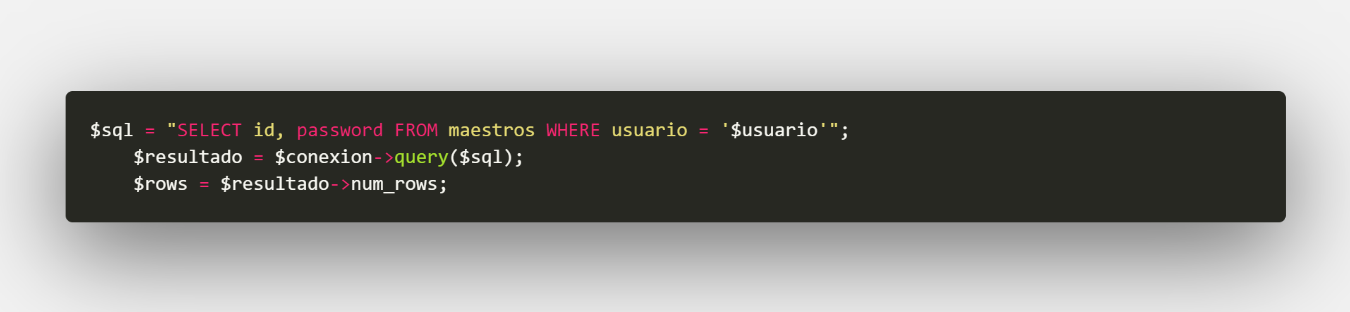 $sql = "SELECT id, password FROM maestros WHERE usuario = '$usuario'";
$resultado = $conexion->query($sql);
$rows = $resultado->num_rows;